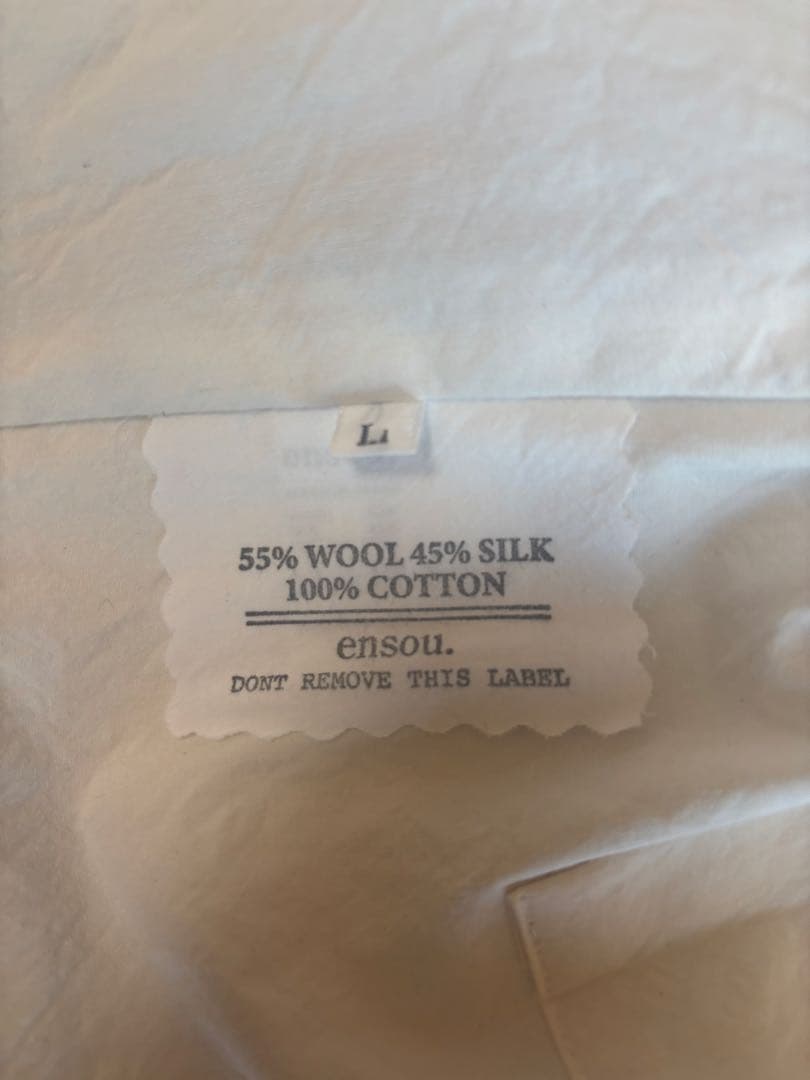 L
55% WOOL 45% SILK
100% COTTON
ensou.
DONT REMOVE THIS LABEL